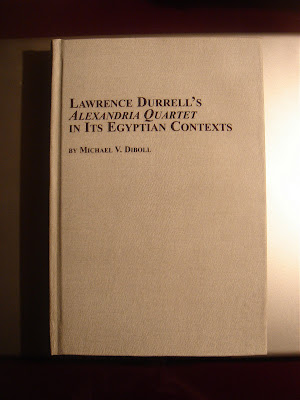 LAWRENCE DURRELL'S
ALEXANDRIA QUARTET
IN ITS EGYPTIAN CONTEXTS
BY MICHAEL V. DIBOLL